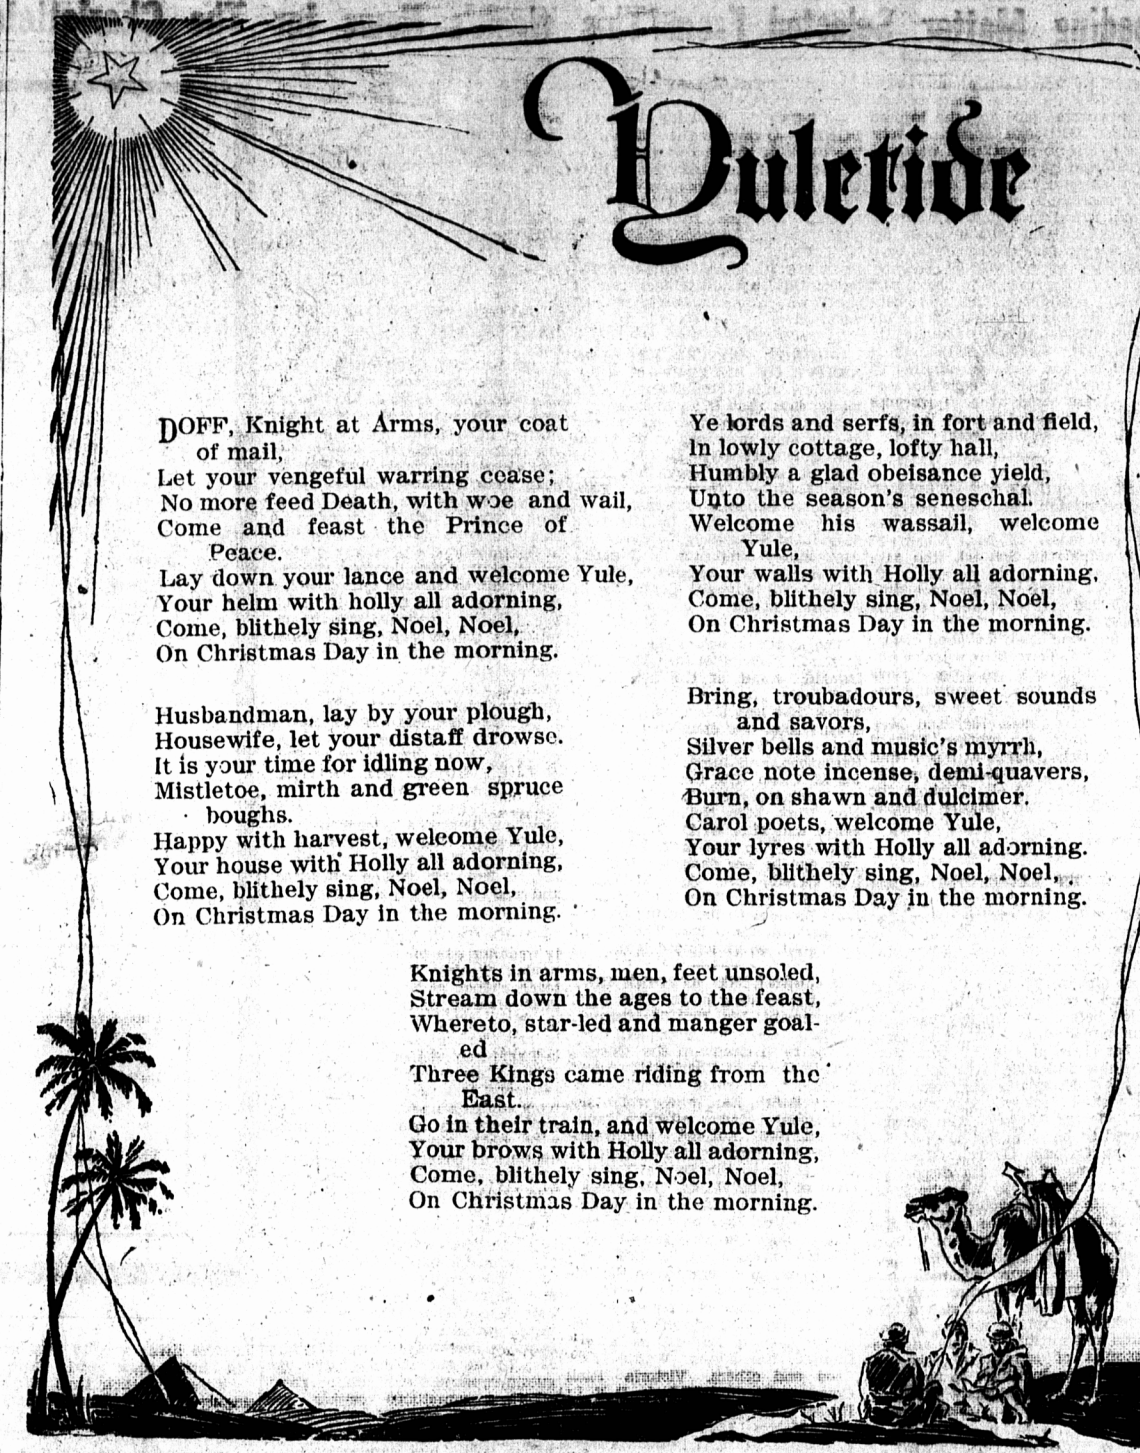 Yuletide
DOFF, Knight at Arms, your coat
of mail,
Let your vengeful warring cease;
No more feed Death, with woe and wail,
Come and feast the Prince of
Peace.
Lay down your lance and welcome Yule,
Your helm with holly all adorning,
Come, blithely sing, Noel, Noel,
On Christmas Day in the morning.
Husbandman, lay by your plough,
Housewife, let your distaff drowse.
It is your time for idling now,
Mistletoe, mirth and green spruce
boughs.
Happy with harvest, welcome Yule,
Your house with Holly all adorning,
Come, blithely sing, Noel, Noel,
On Christmas Day in the morning.
Ye lords and serfs, in fort and field,
In lowly cottage, lofty hall,
Humbly a glad obeisance yield,
Unto the season's seneschal.
Welcome his wassail, welcome
Yule,
Your walls with Holly all adorning,
Come, blithely sing, Noel, Noel,
On Christmas Day in the morning.
Bring, troubadours, sweet sounds
and savors,
Silver bells and music's myrrh,
Grace note incense, demi-quavers,
Burn, on shawn and dulcimer.
Carol poets, welcome Yule,
Your lyres with Holly all adorning.
Come, blithely sing, Noel, Noel,
On Christmas Day in the morning.
Knights in arms, men, feet unsoled,
Stream down the ages to the feast,
Whereto, star-led and manger goal-
ed
Three Kings came riding from the
East.
Go in their train, and welcome Yule,
Your brows with Holly all adorning,
Come, blithely sing, Noel, Noel,
On Christmas Day in the morning.